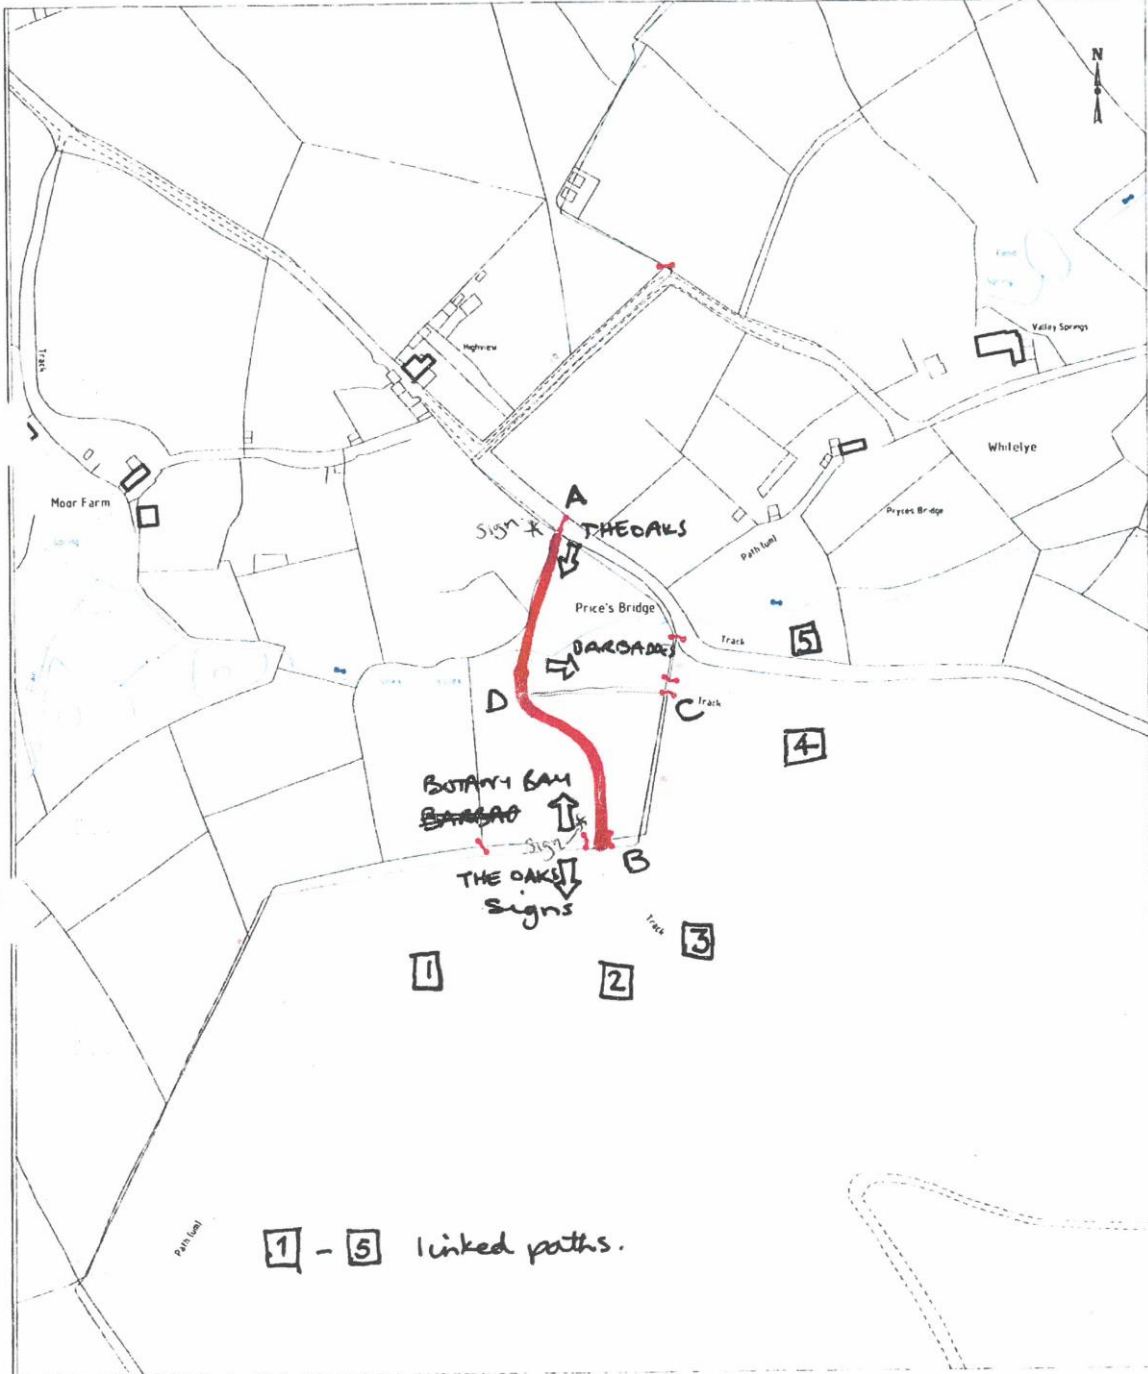 N
Valley Springs
Highview
Track
Whitelye
Moor Farm
Pryces Bridge
A
Sign * THE OAKS
Path (um)
Price's Bridge
Track
5
BARBADOES
D
C
Track
4
BOTANY BAY
Sign *
B
THE OAKS
Signs
Track
3
1
2
Path (um)
1 - 5 linked paths.